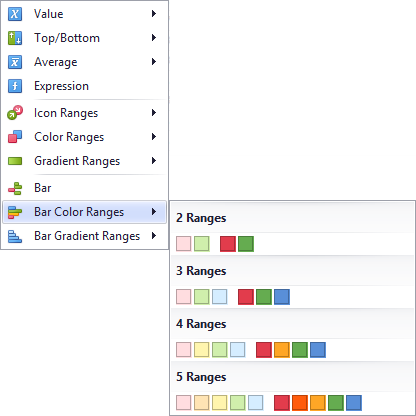 Value
Top/Bottom
Average
Expression
Icon Ranges
Color Ranges
Gradient Ranges
Bar
Bar Color Ranges
Bar Gradient Ranges
2 Ranges
3 Ranges
4 Ranges
5 Ranges